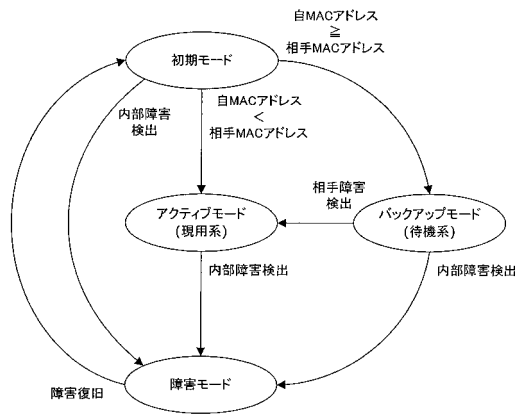 自MACアドレス
≧
相手MACアドレス
初期モード
内部障害
検出
自MACアドレス
<
相手MACアドレス
相手障害
検出
アクティブモード
(現用系)
バックアップモード
(待機系)
内部障害検出
内部障害検出
障害復旧
障害モード